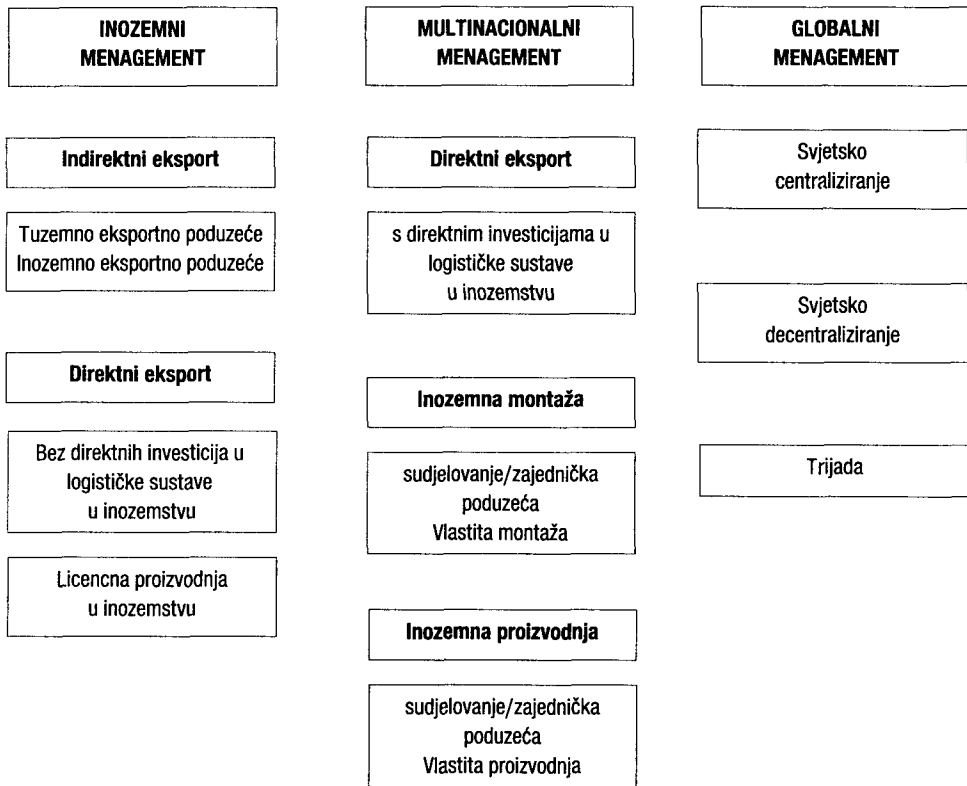 INOZEMNI
MENAGEMENT
Indirektni eksport
Tuzemno eksportno poduzeće
Inozemno eksportno poduzeće
Direktni eksport
Bez direktnih investicija u
logističke sustave
u inozemstvu
Licencna proizvodnja
u inozemstvu
MULTINACIONALNI
MENAGEMENT
Direktni eksport
s direktnim investicijama u
logističke sustave
u inozemstvu
Inozemna montaža
sudjelovanje/zajednička
poduzeća
Vlastita montaža
Inozemna proizvodnja
sudjelovanje/zajednička
poduzeća
Vlastita proizvodnja
GLOBALNI
MENAGEMENT
Svjetsko
centraliziranje
Svjetsko
decentraliziranje
Trijada